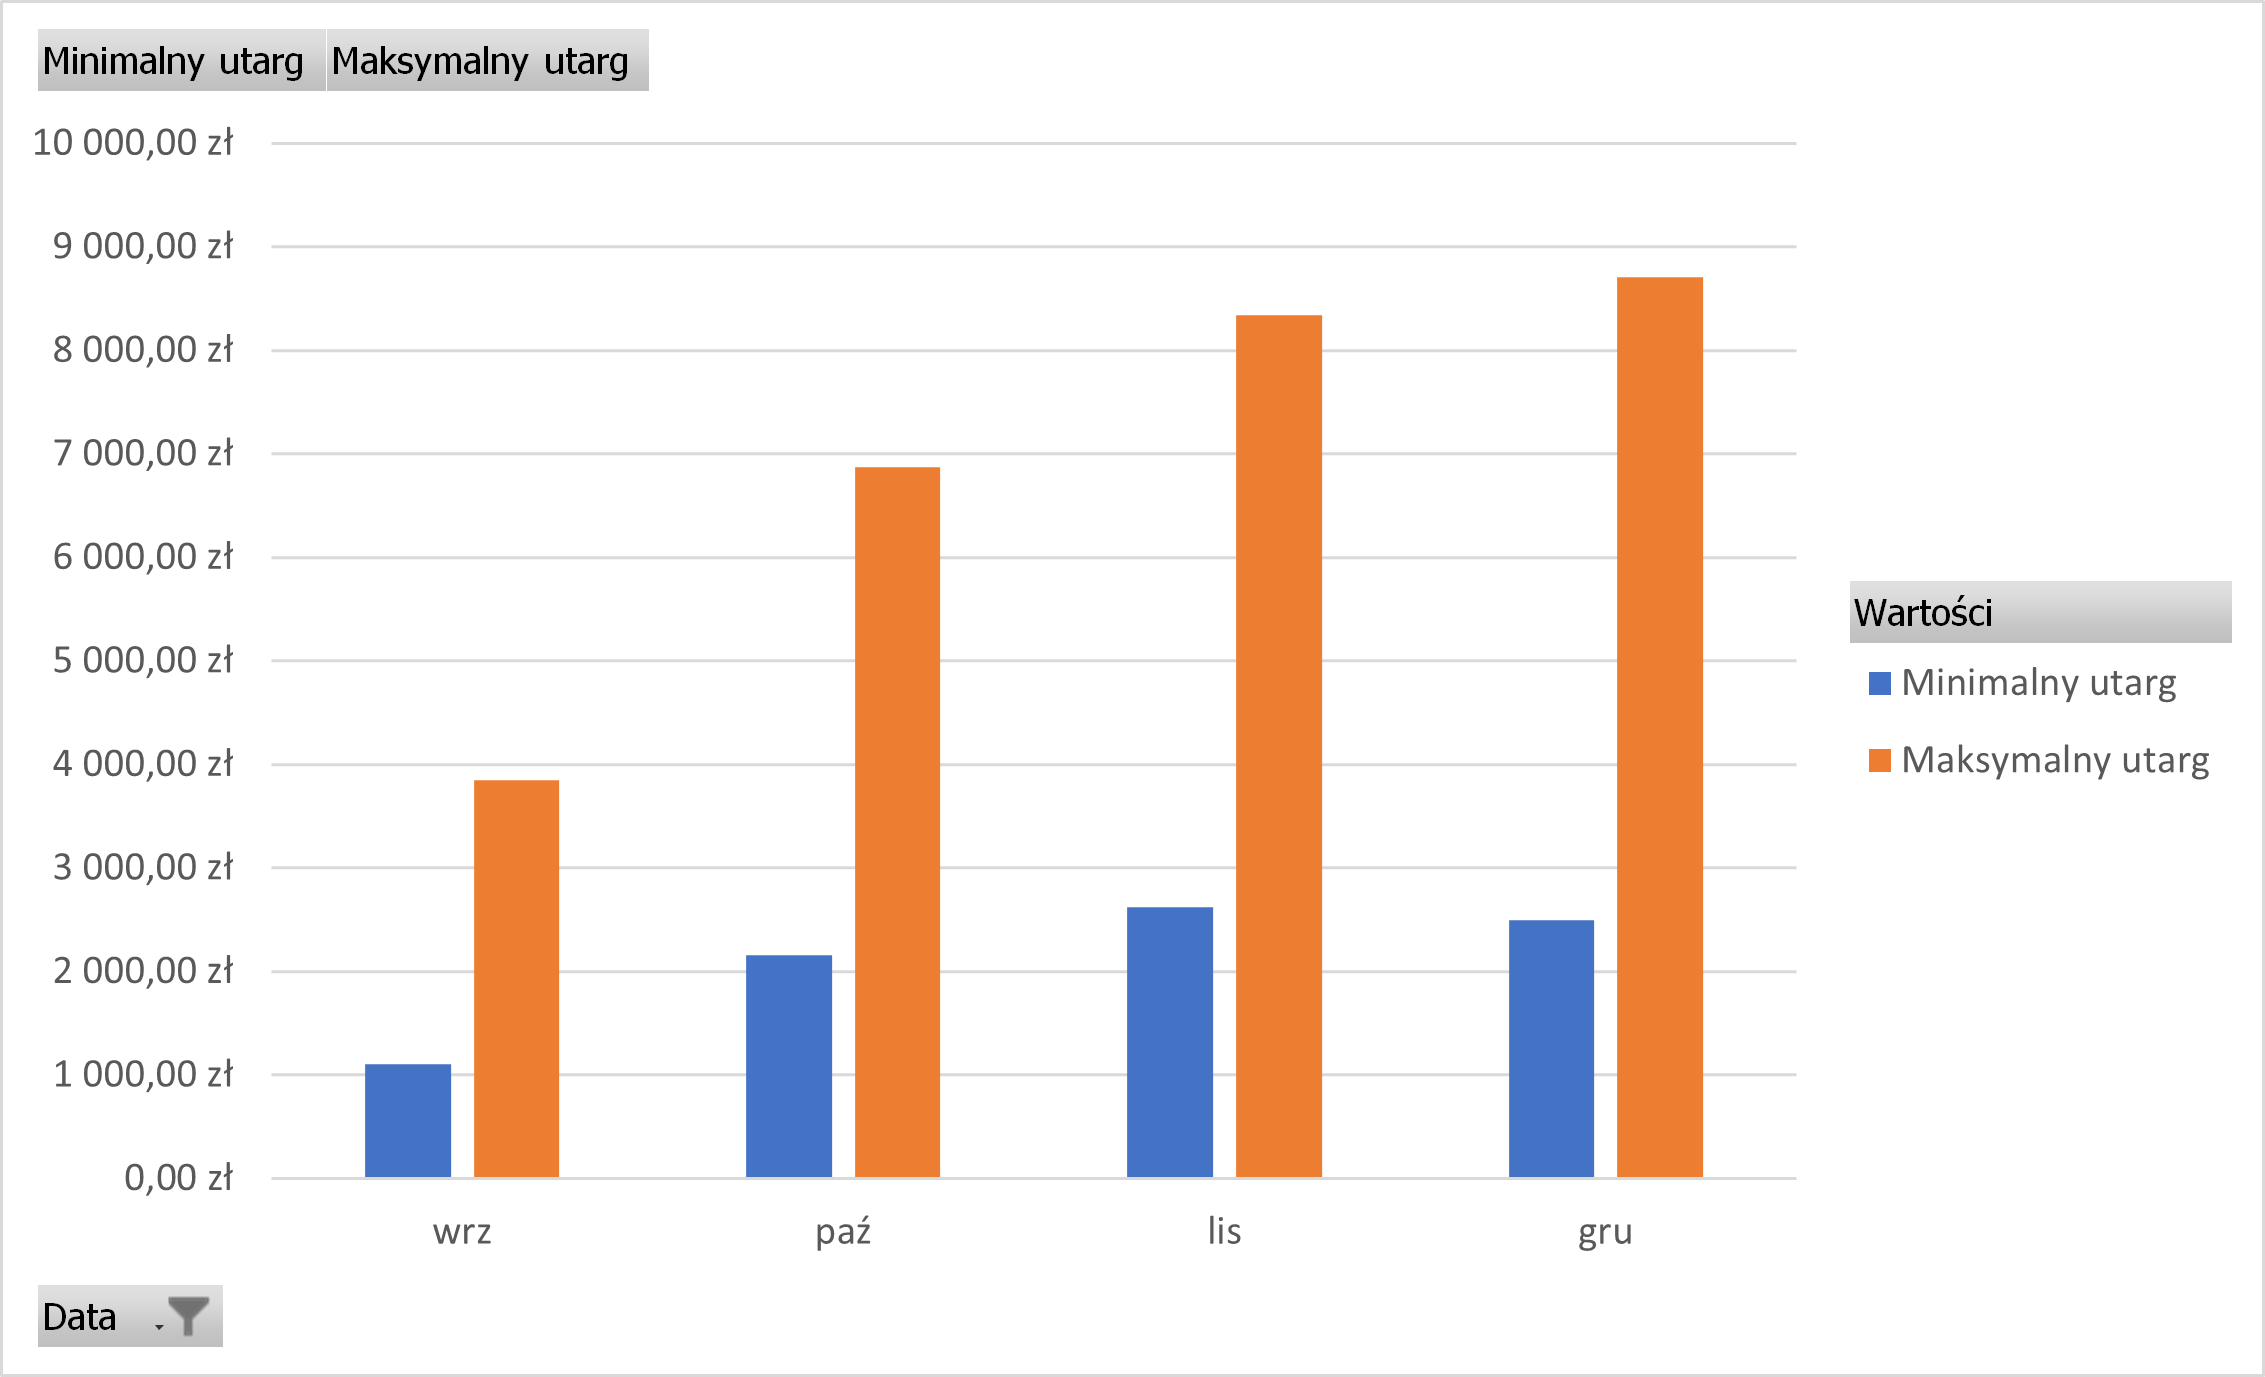 Minimalny utarg Maksymalny utarg
10 000,00 zł
9 000,00 zł
8 000,00 zł
7 000,00 zł
6 000,00 zł
5 000,00 zł
4 000,00 zł
3 000,00 zł
2 000,00 zł
1 000,00 zł
0,00 zł
wrz paź lis gru
Wartości
Minimalny utarg
Maksymalny utarg
Data